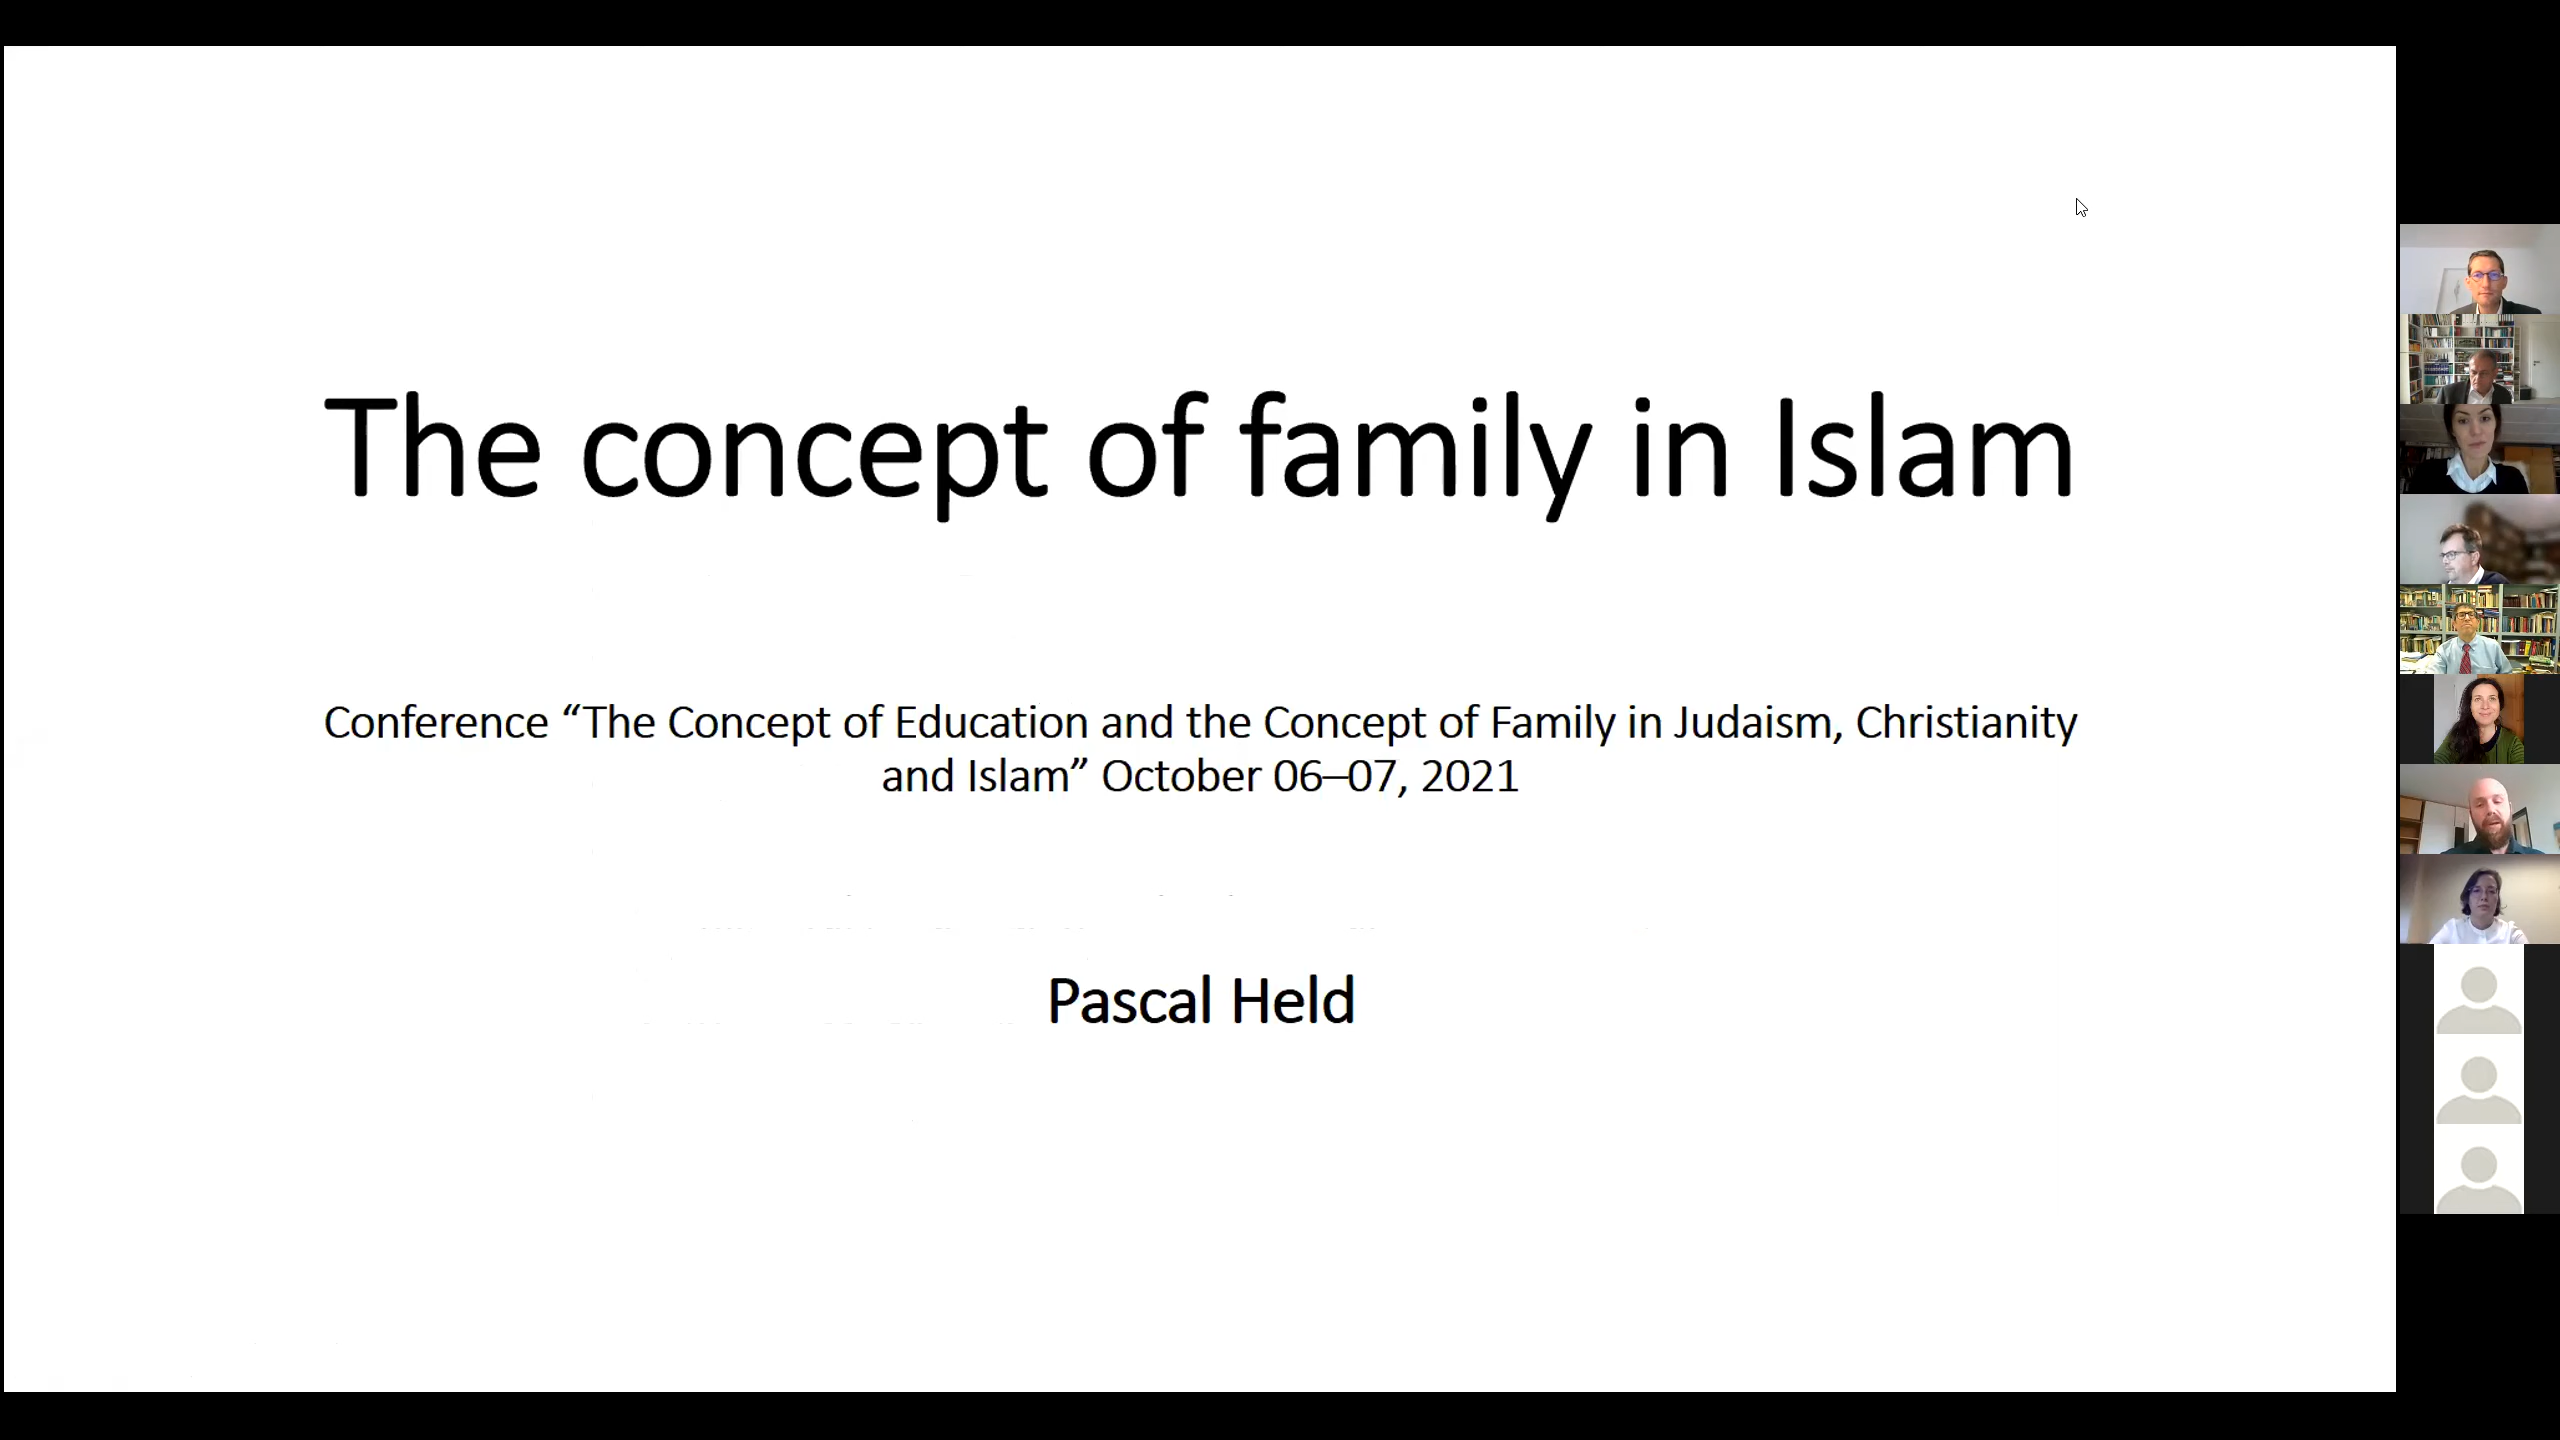 The concept of family in Islam
Conference “The Concept of Education and the Concept of Family in Judaism, Christianity
and Islam” October 06–07, 2021
Pascal Held